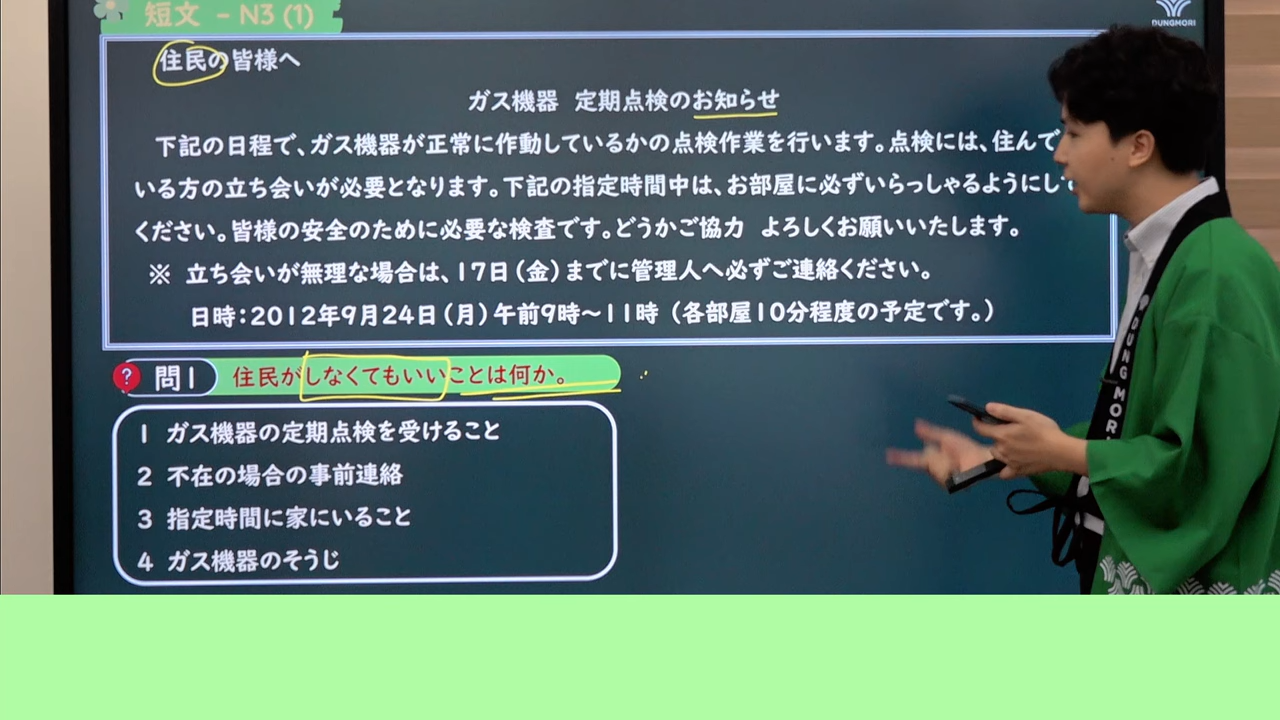 短文 - N3 (1)
DUNGMORI
住民の皆様へ
ガス機器 定期点検のお知らせ
下記の日程で、ガス機器が正常に作動しているかの点検作業を行います。点検には、住んで
いる方の立ち会いが必要となります。下記の指定時間中は、お部屋に必ずいらっしゃるようにして
ください。皆様の安全のために必要な検査です。どうかご協力 よろしくお願いいたします。
※ 立ち会いが無理な場合は、17日(金)までに管理人へ必ずご連絡ください。
日時:2012年9月24日(月)午前9時~11時(各部屋10分程度の予定です。)
? 問1 住民がしなくてもいいことは何か。
1 ガス機器の定期点検を受けること
2 不在の場合の事前連絡
3 指定時間に家にいること
4 ガス機器のそうじ
DUNGMORI